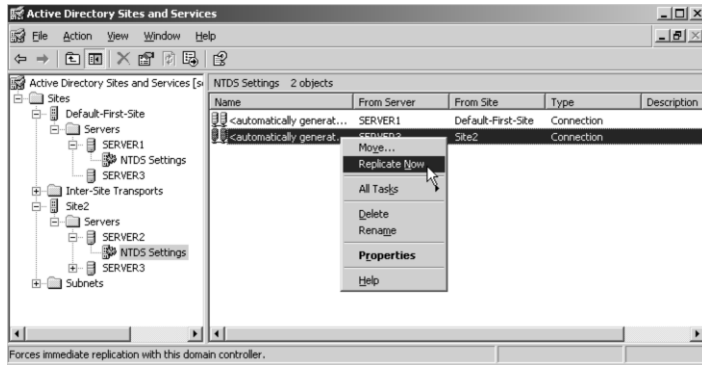 Active Directory Sites and Services
File Action View Window Help
Active Directory Sites and Services [s
NTDS Settings 2 objects
Sites
Default-First-Site
Servers
SERVER1
NTDS Settings
SERVER3
Inter-Site Transports
Site2
Servers
SERVER2
NTDS Settings
SERVER3
Subnets
Name From Server From Site Type Description
<automatically generat... SERVER1 Default-First-Site Connection
<automatically generat... Site2 Connection
Move...
Replicate Now
All Tasks
Delete
Rename
Properties
Help
Forces immediate replication with this domain controller.